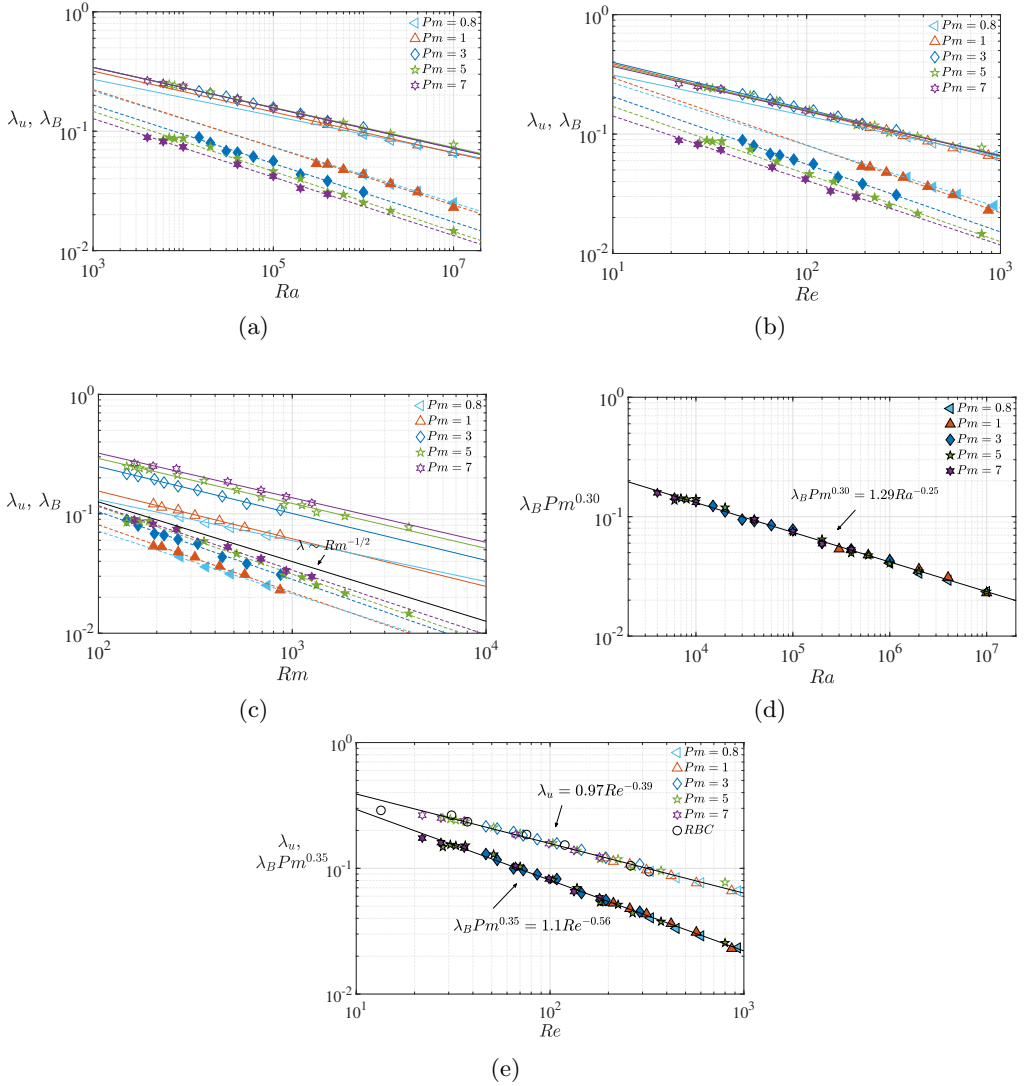 10^0
10^{-1}
10^{-2}
λ_u, λ_B
Pm = 0.8
Pm = 1
Pm = 3
Pm = 5
Pm = 7
10^3
10^5
10^7
Ra
(a)
10^0
10^{-1}
10^{-2}
λ_u, λ_B
Pm = 0.8
Pm = 1
Pm = 3
Pm = 5
Pm = 7
10^1
10^2
10^3
Re
(b)
10^0
10^{-1}
10^{-2}
λ_u, λ_B
Pm = 0.8
Pm = 1
Pm = 3
Pm = 5
Pm = 7
λ ∼ Rm^{-1/2}
10^2
10^3
10^4
Rm
(c)
10^0
10^{-1}
10^{-2}
λ_B Pm^{0.30}
Pm = 0.8
Pm = 1
Pm = 3
Pm = 5
Pm = 7
λ_B Pm^{0.30} = 1.29Ra^{-0.25}
10^4
10^5
10^6
10^7
Ra
(d)
10^0
10^{-1}
10^{-2}
λ_u,
λ_B Pm^{0.35}
Pm = 0.8
Pm = 1
Pm = 3
Pm = 5
Pm = 7
RBC
λ_u = 0.97Re^{-0.39}
λ_B Pm^{0.35} = 1.1Re^{-0.56}
10^1
10^2
10^3
Re
(e)